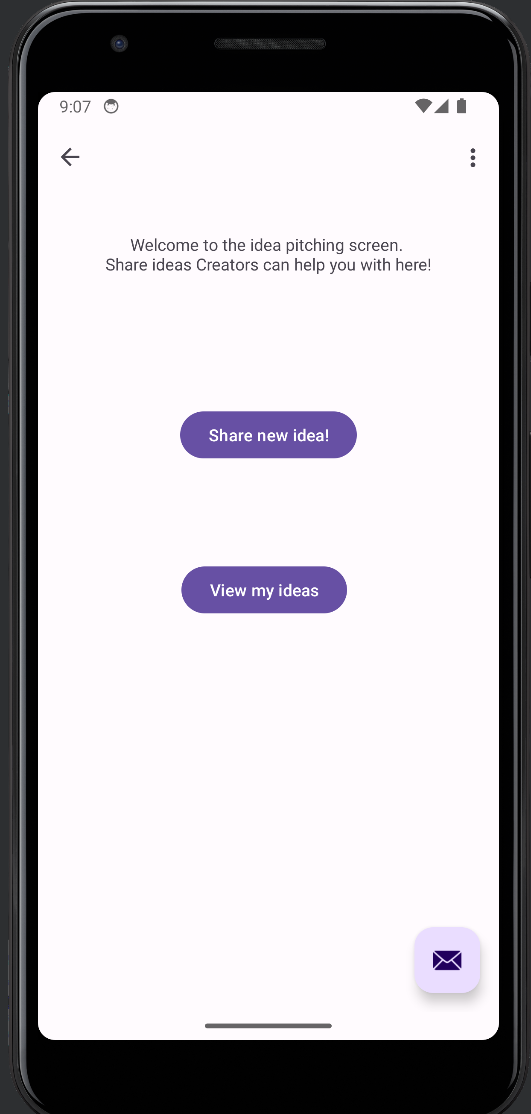 9:07
Welcome to the idea pitching screen.
Share ideas Creators can help you with here!
Share new idea!
View my ideas